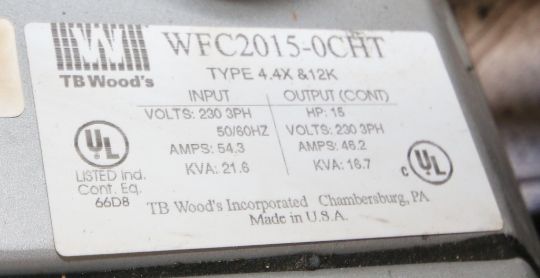 WFC2015-0CHT
TB Wood's
TYPE 4.4X & 12K
INPUT
VOLTS: 230 3PH
50/60HZ
AMPS: 54.3
KVA: 21.6
OUTPUT (CONT)
HP: 15
VOLTS: 230 3PH
AMPS: 46.2
KVA: 16.7
UL
LISTED Ind.
Cont. Eq.
66D8
c UL
TB Wood's Incorporated Chambersburg, PA
Made in U.S.A.